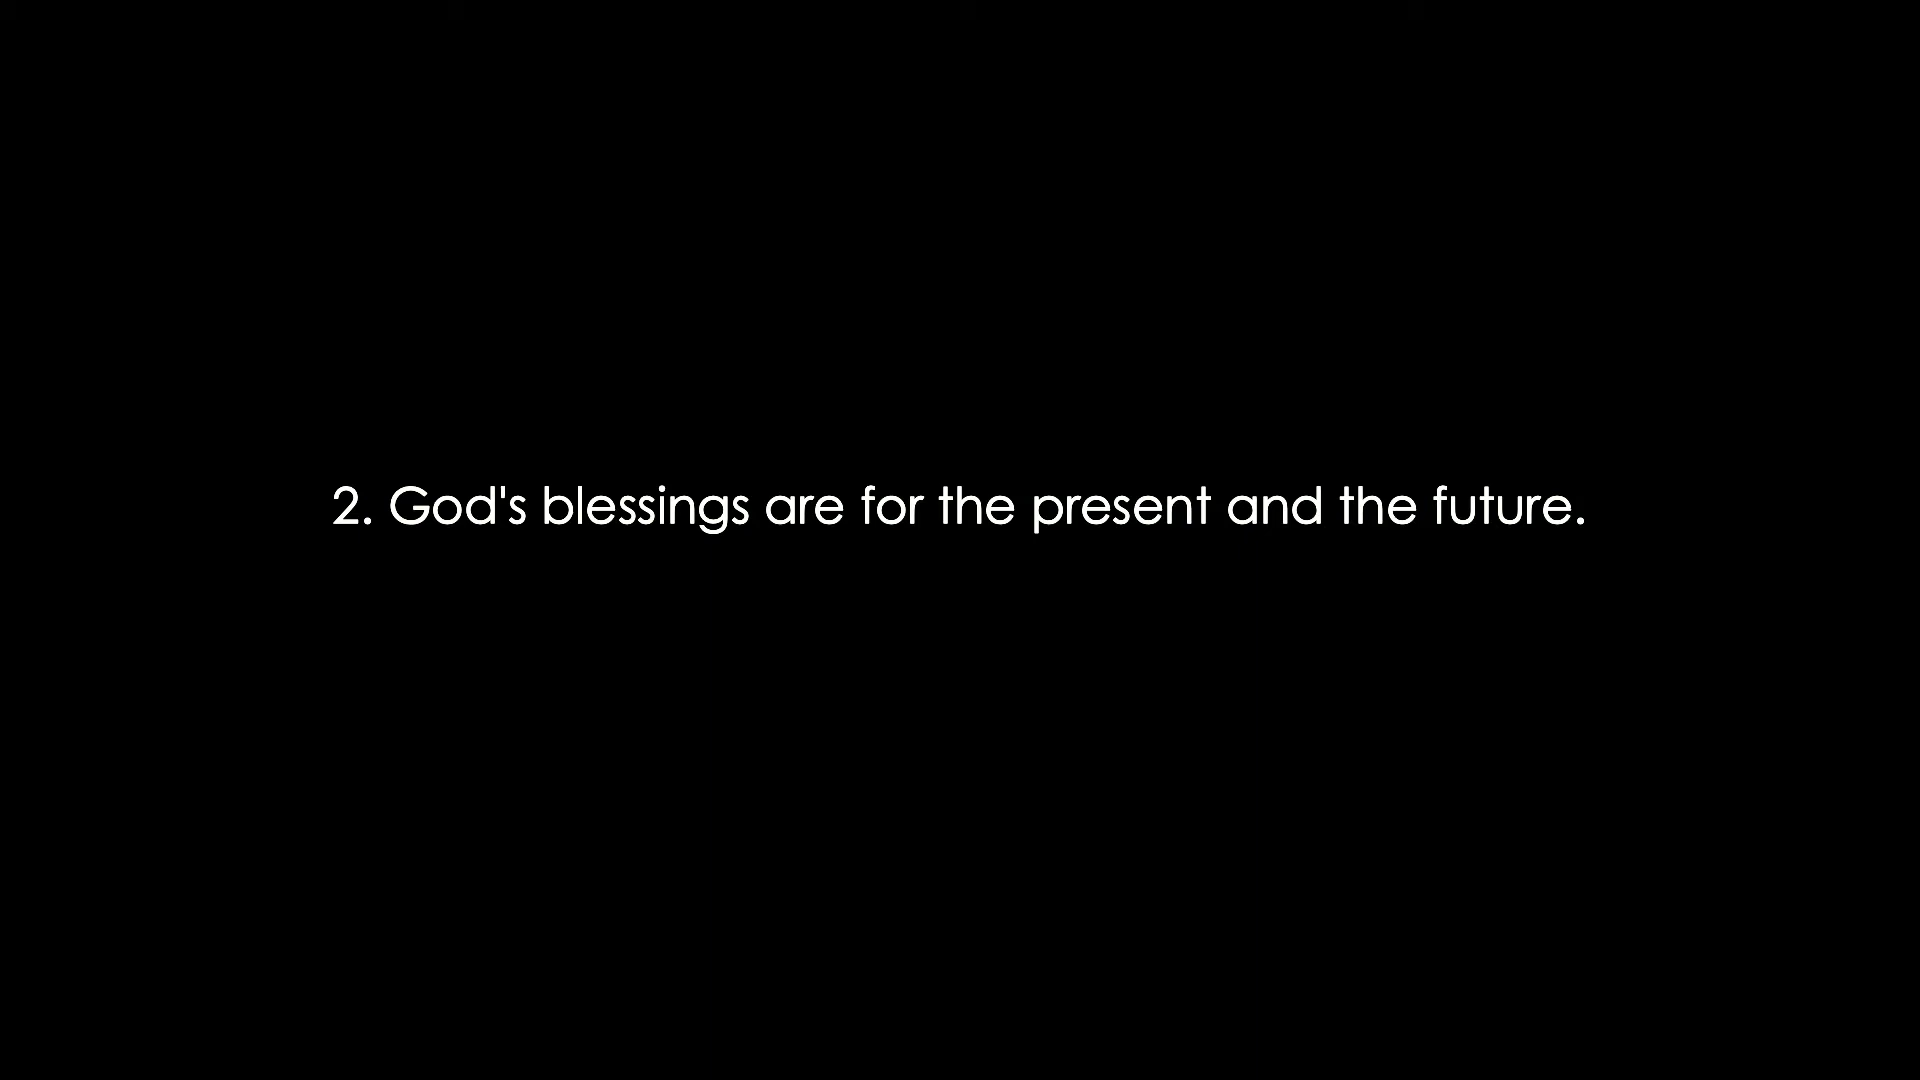 2. God's blessings are for the present and the future.